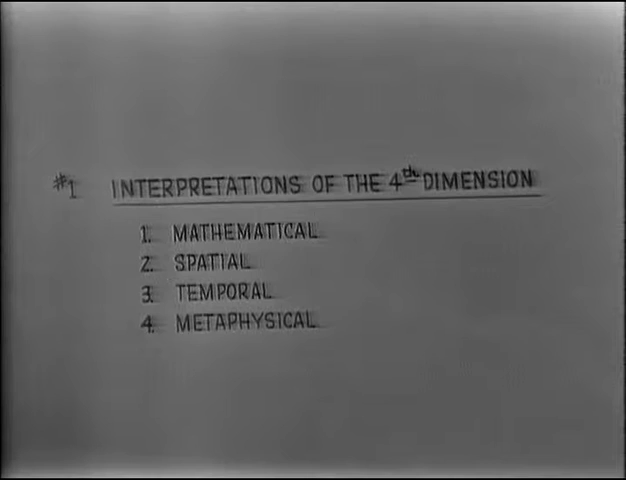 #1 INTERPRETATIONS OF THE 4th DIMENSION
1. MATHEMATICAL
2. SPATIAL
3. TEMPORAL
4. METAPHYSICAL